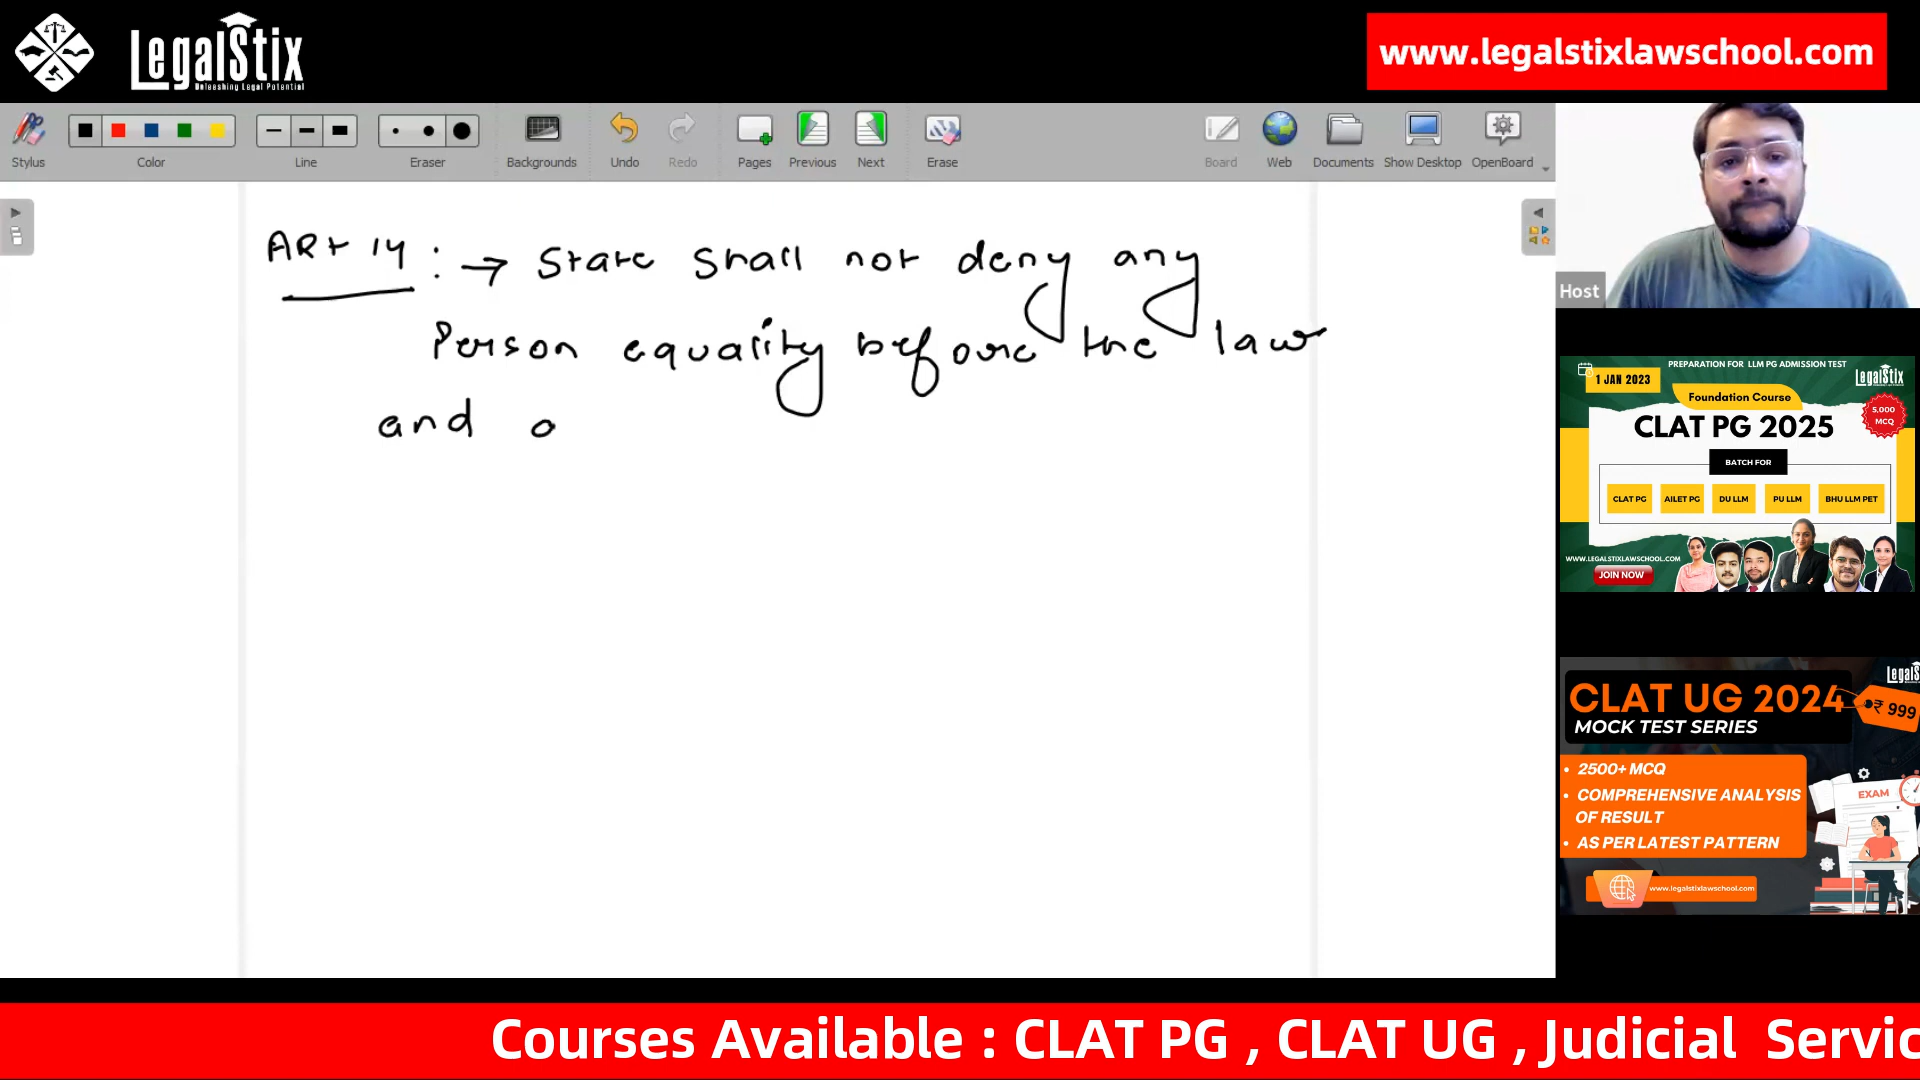 LegalStix
Unleashing Legal Potential
www.legalstixlawschool.com
Stylus
Color
Line
Eraser
Backgrounds
Undo
Redo
Pages
Previous
Next
Erase
Board
Web
Documents
Show Desktop
OpenBoard
ARt 14 : → State Shall not deny any
Person equality before the law
and o
Host
PREPARATION FOR LLM PG ADMISSION TEST
LegalStix
1 JAN 2023
Foundation Course
5,000
MCQ
CLAT PG 2025
BATCH FOR
CLAT PG
AILET PG
DU LLM
PU LLM
BHU LLM PET
WWW.LEGALSTIXLAWSCHOOL.COM
JOIN NOW
LegalS
CLAT UG 2024
₹ 999
MOCK TEST SERIES
• 2500+ MCQ
• COMPREHENSIVE ANALYSIS
OF RESULT
• AS PER LATEST PATTERN
EXAM
www.legalstixlawschool.com
Courses Available : CLAT PG , CLAT UG , Judicial Servic